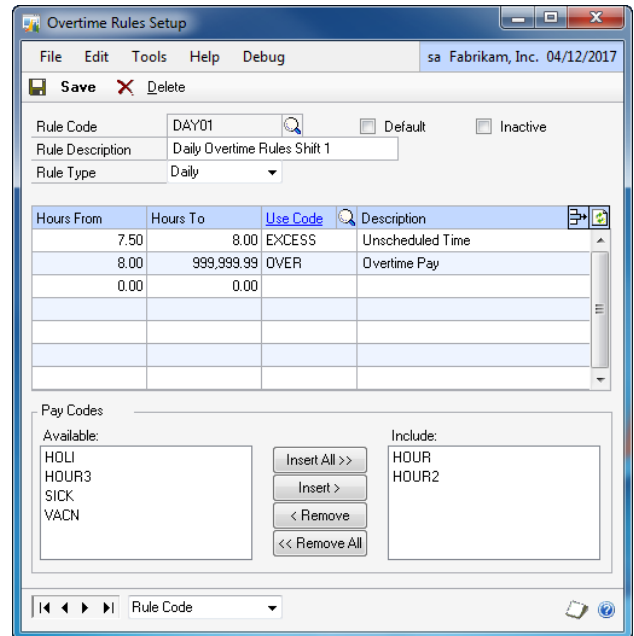 Overtime Rules Setup
File Edit Tools Help Debug sa Fabrikam, Inc. 04/12/2017
Save Delete
Rule Code DAY01 Default Inactive
Rule Description Daily Overtime Rules Shift 1
Rule Type Daily
Hours From Hours To Use Code Description
7.50 8.00 EXCESS Unscheduled Time
8.00 999,999.99 OVER Overtime Pay
0.00 0.00
Pay Codes
Available: Include:
HOLI Insert All >> HOUR
HOUR3 Insert > HOUR2
SICK < Remove
VACN << Remove All
Rule Code